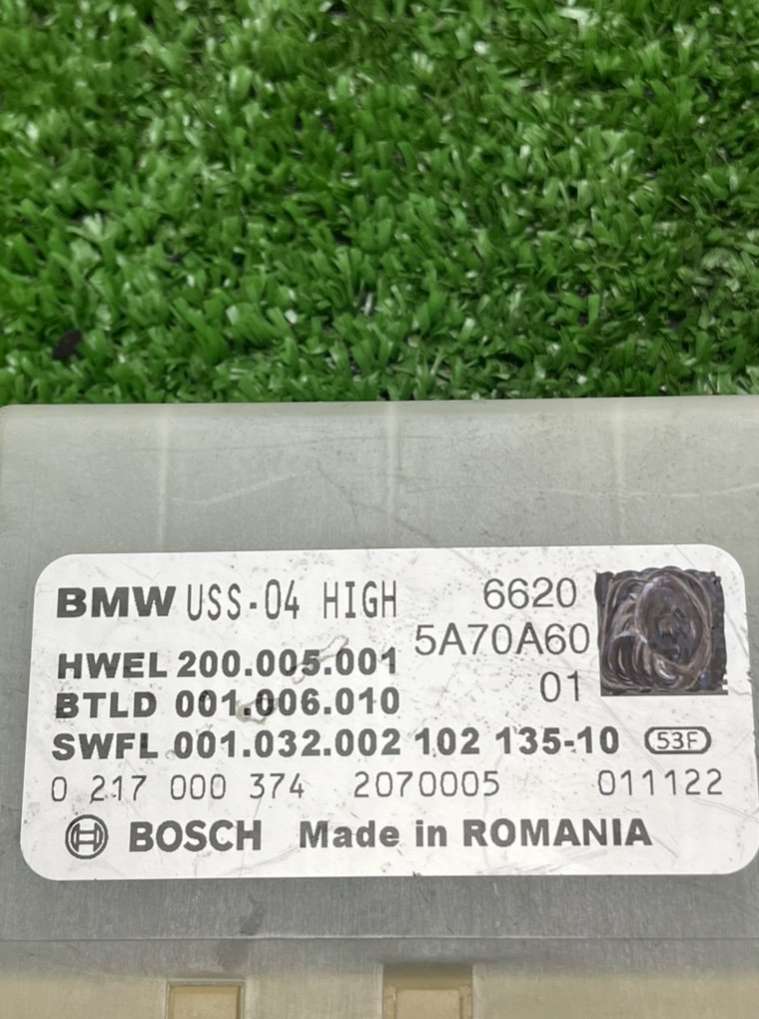 BMW USS-04 HIGH 6620
5A70A60
HWEL 200.005.001
01
BTLD 001.006.010
SWFL 001.032.002 102 135-10 53F
0 217 000 374 2070005 011122
BOSCH Made in ROMANIA